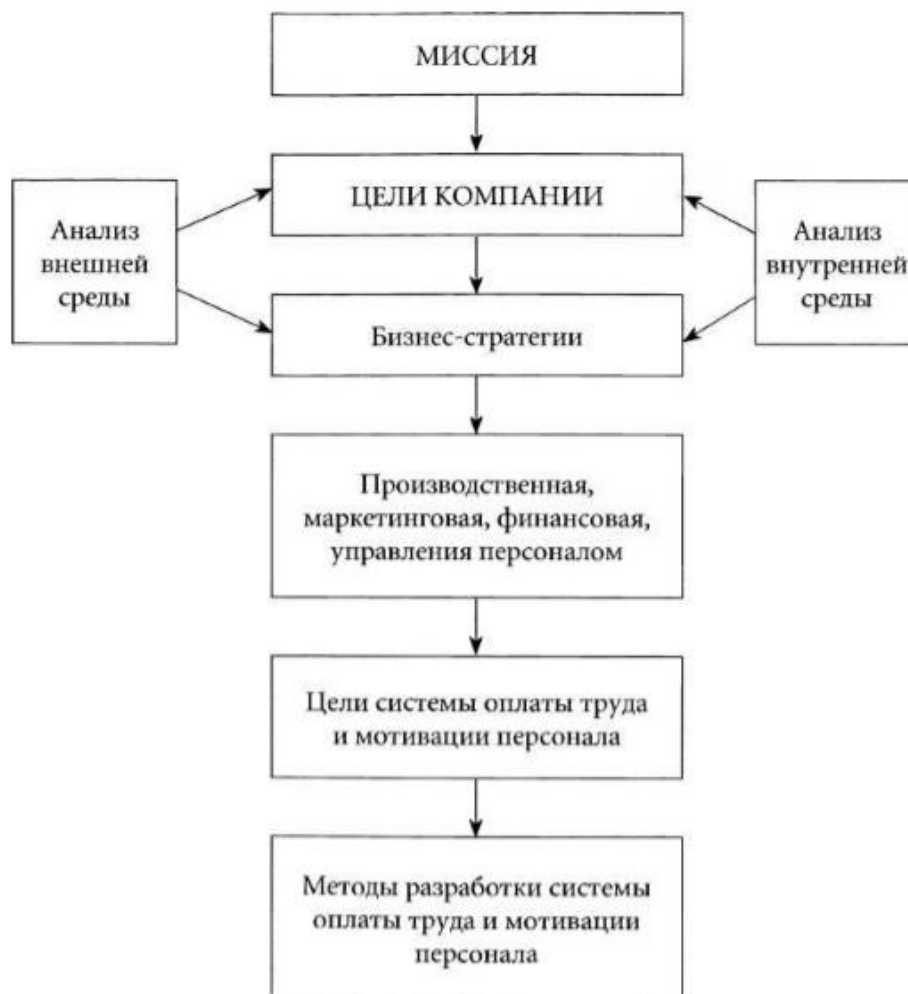 МИССИЯ
ЦЕЛИ КОМПАНИИ
Анализ
внешней
среды
Анализ
внутренней
среды
Бизнес-стратегии
Производственная,
маркетинговая, финансовая,
управления персоналом
Цели системы оплаты труда
и мотивации персонала
Методы разработки системы
оплаты труда и мотивации
персонала